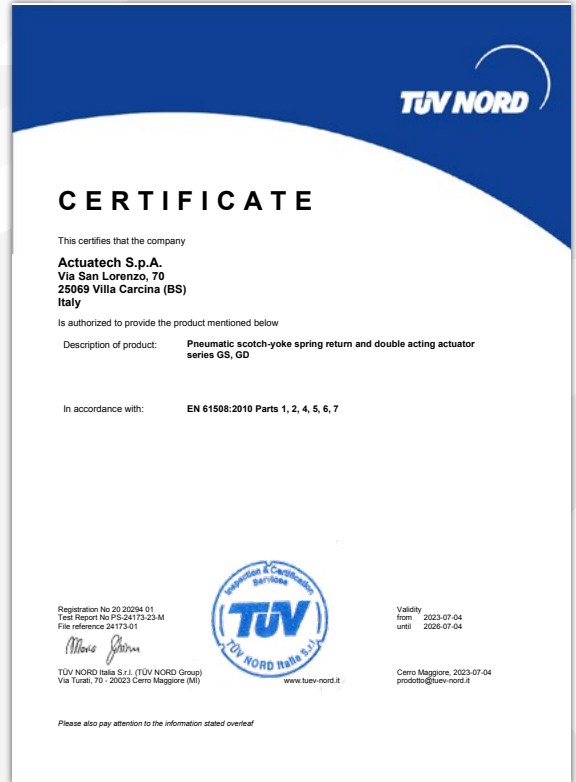 TÜV NORD
CERTIFICATE
This certifies that the company
Actuatech S.p.A.
Via San Lorenzo, 70
25069 Villa Carcina (BS)
Italy
Is authorized to provide the product mentioned below
Description of product: Pneumatic scotch-yoke spring return and double acting actuator
series GS, GD
In accordance with: EN 61508:2010 Parts 1, 2, 4, 5, 6, 7
Inspection & Certification
Services
TÜV
TÜV NORD Italia S.r.l.
Registration No 20 20294 01
Test Report No PS-24173-23-M
File reference 24173-01
Validity
from 2023-07-04
until 2026-07-04
TÜV NORD Italia S.r.l. (TÜV NORD Group)
Via Turati, 70 - 20023 Cerro Maggiore (MI)
www.tuev-nord.it
Cerro Maggiore, 2023-07-04
prodotto@tuev-nord.it
Please also pay attention to the information stated overleaf